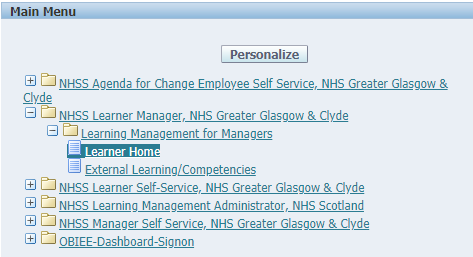 Main Menu
Personalize
NHSS Agenda for Change Employee Self Service, NHS Greater Glasgow &
Clyde
NHSS Learner Manager, NHS Greater Glasgow & Clyde
Learning Management for Managers
Learner Home
External Learning/Competencies
NHSS Learner Self-Service, NHS Greater Glasgow & Clyde
NHSS Learning Management Administrator, NHS Scotland
NHSS Manager Self Service, NHS Greater Glasgow & Clyde
OBIEE-Dashboard-Signon